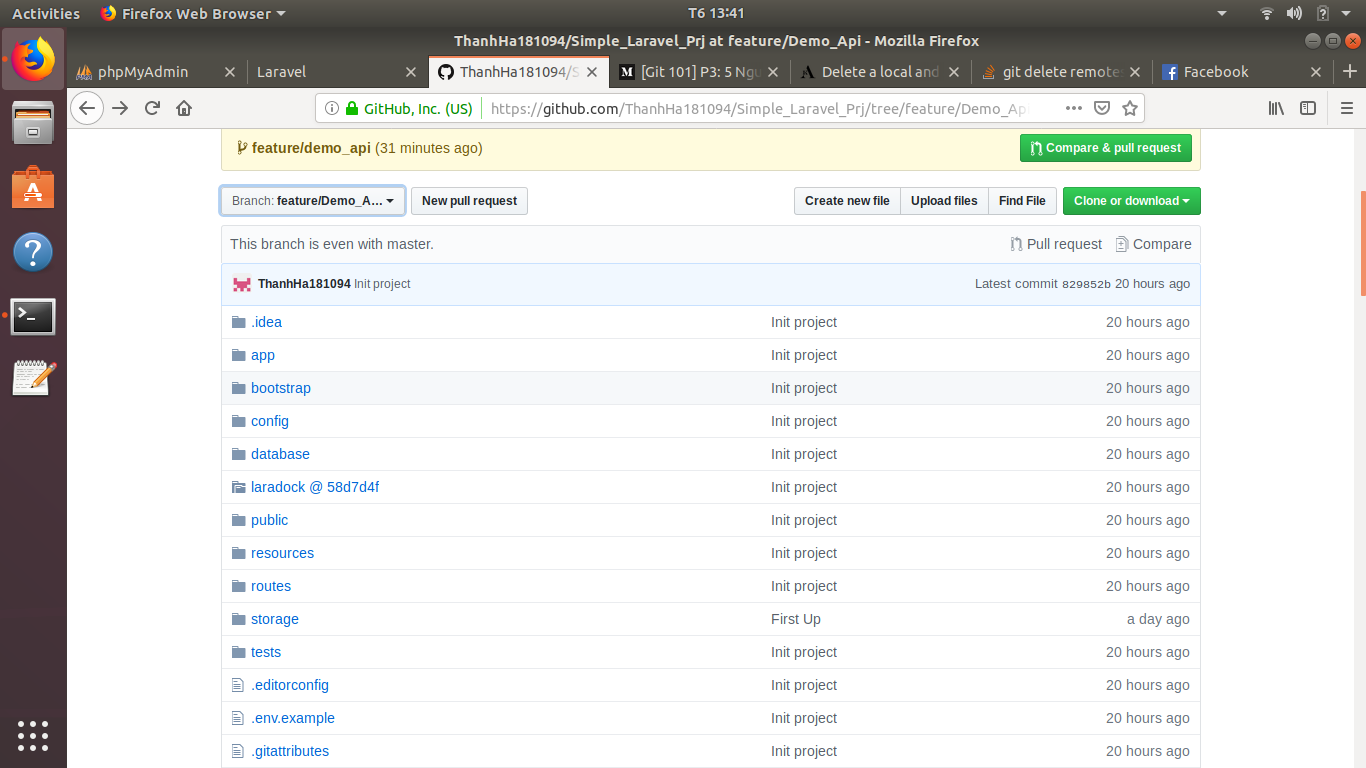 Activities Firefox Web Browser T6 13:41
ThanhHa181094/Simple_Laravel_Prj at feature/Demo_Api - Mozilla Firefox
phpMyAdmin Laravel ThanhHa181094/S [Git 101] P3: 5 Ngu Delete a local and git delete remote Facebook
GitHub, Inc. (US) https://github.com/ThanhHa181094/Simple_Laravel_Prj/tree/feature/Demo_Ap
feature/demo_api (31 minutes ago) Compare & pull request
Branch: feature/Demo_A... New pull request Create new file Upload files Find File Clone or download
This branch is even with master. Pull request Compare
ThanhHa181094 Init project Latest commit 829852b 20 hours ago
.idea Init project 20 hours ago
app Init project 20 hours ago
bootstrap Init project 20 hours ago
config Init project 20 hours ago
database Init project 20 hours ago
laradock @ 58d7d4f Init project 20 hours ago
public Init project 20 hours ago
resources Init project 20 hours ago
routes Init project 20 hours ago
storage First Up a day ago
tests Init project 20 hours ago
.editorconfig Init project 20 hours ago
.env.example Init project 20 hours ago
.gitattributes Init project 20 hours ago